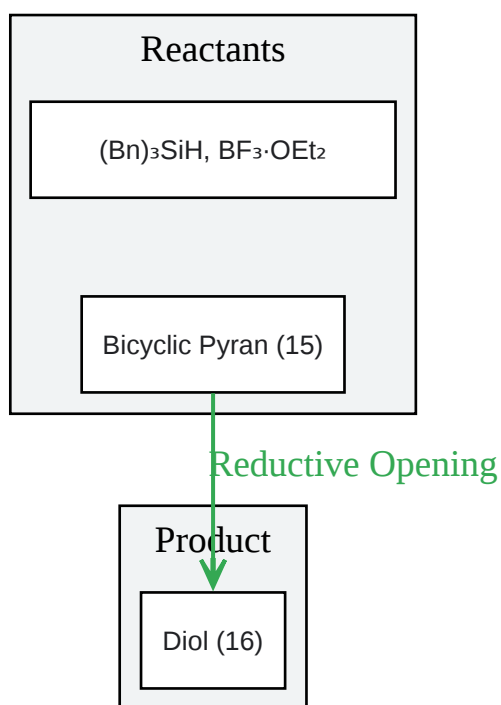 Reactants
(Bn)₃SiH, BF₃·OEt₂
Bicyclic Pyran (15)
Reductive Opening
Product
Diol (16)